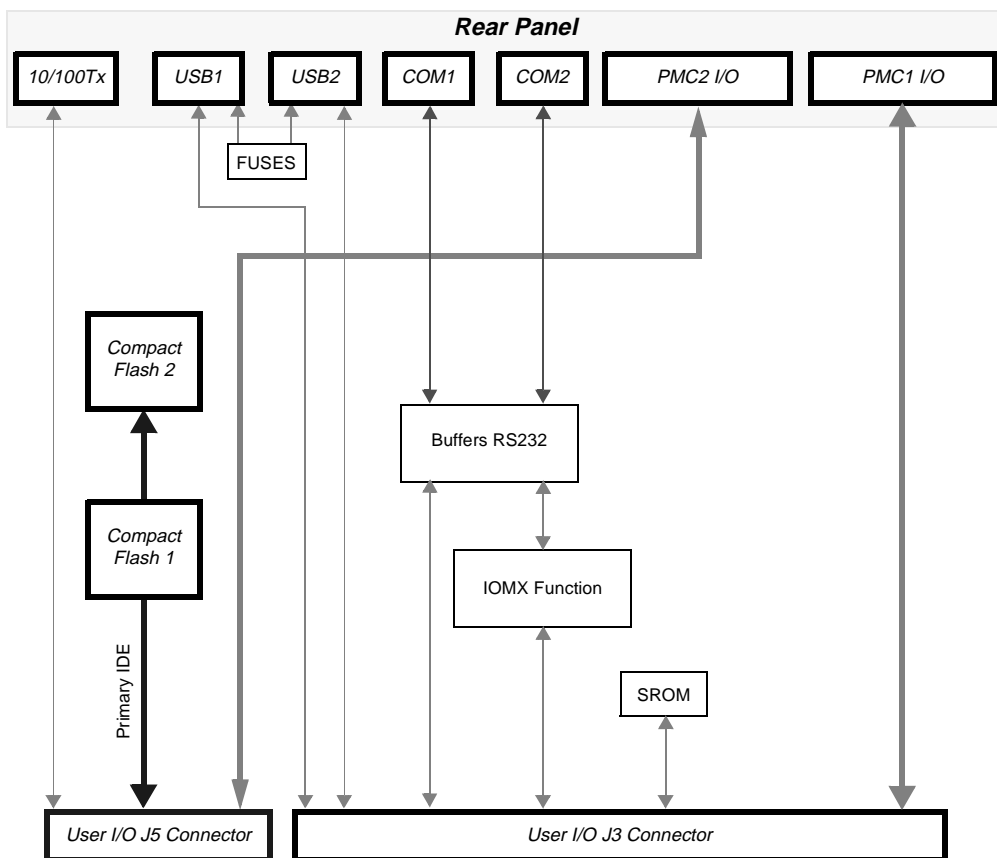 Rear Panel
10/100Tx
USB1
USB2
COM1
COM2
PMC2 I/O
PMC1 I/O
FUSES
Compact
Flash 2
Buffers RS232
Compact
Flash 1
IOMX Function
Primary IDE
SROM
User I/O J5 Connector
User I/O J3 Connector